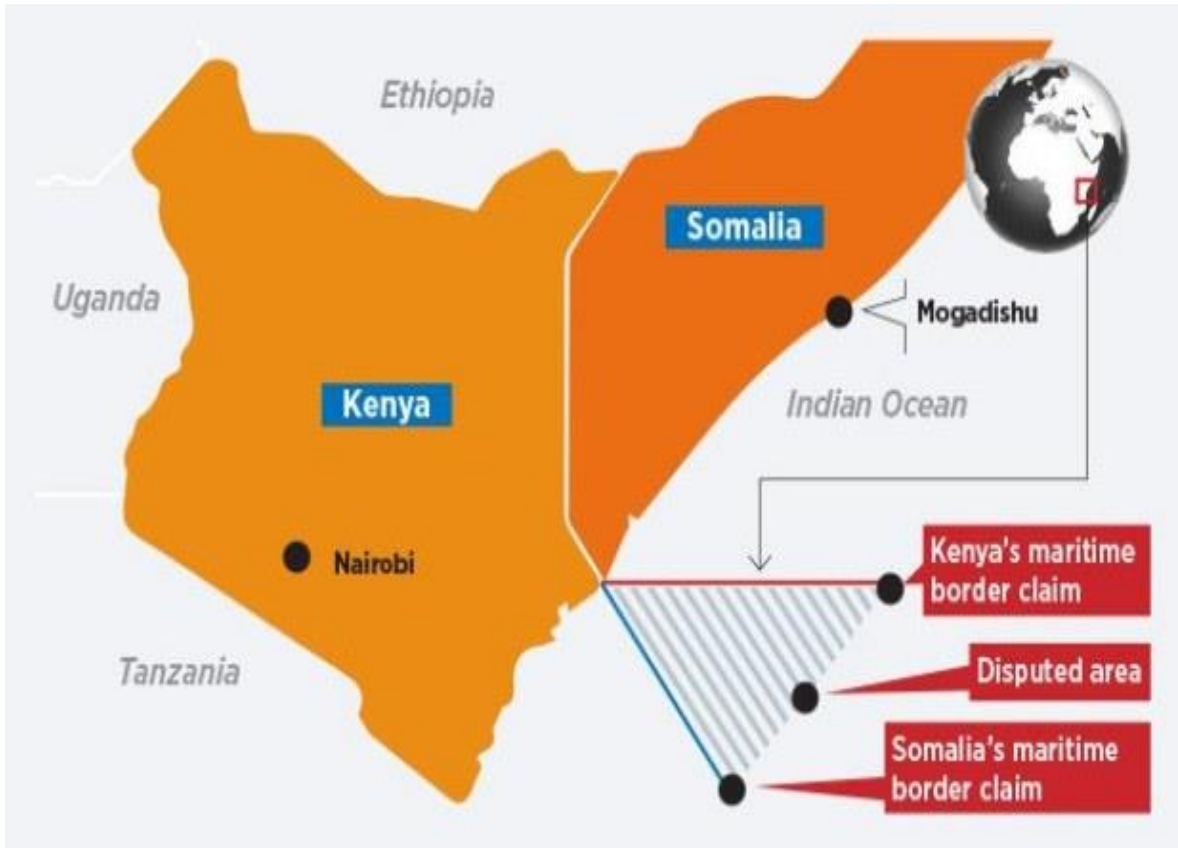 Ethiopia
Somalia
Uganda
Mogadishu
Kenya
Indian Ocean
Nairobi
Kenya's maritime
border claim
Tanzania
Disputed area
Somalia's maritime
border claim